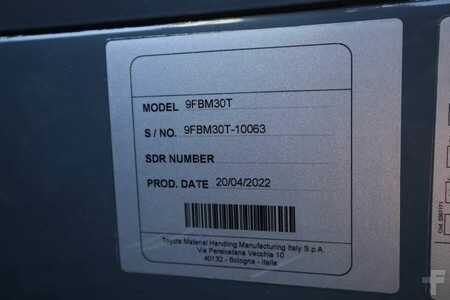 MODEL 9FBM30T
S / NO. 9FBM30T-10063
SDR NUMBER
PROD. DATE 20/04/2022
Toyota Material Handling Manufacturing Italy S.p.A.
Via Persicetana Vecchia 10
40132 - Bologna - Italia